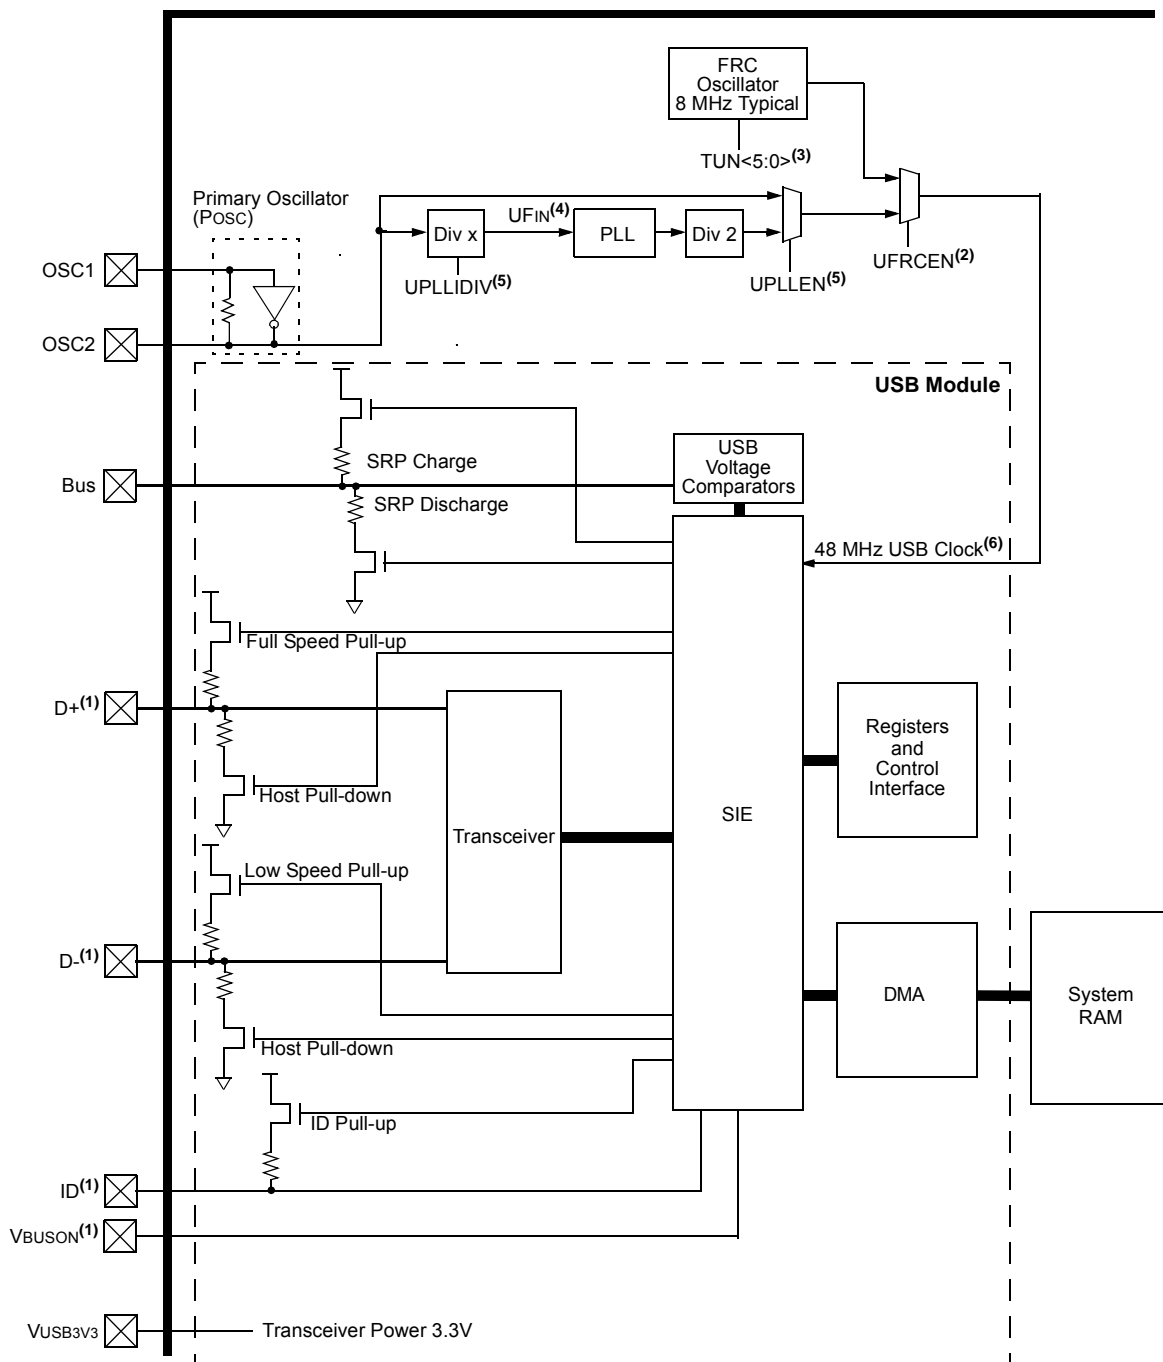 FRC
Oscillator
8 MHz Typical
TUN<5:0>(3)
Primary Oscillator
(POSC)
UFIN(4)
Div x
PLL
Div 2
UPLLIDIV(5)
UPLLEN(5)
UFRCEN(2)
OSC1
OSC2
USB Module
USB
Voltage
Comparators
SRP Charge
Bus
SRP Discharge
48 MHz USB Clock(6)
Full Speed Pull-up
D+(1)
Registers
and
Control
Interface
Host Pull-down
SIE
Transceiver
Low Speed Pull-up
D-(1)
DMA
System
RAM
Host Pull-down
ID Pull-up
ID(1)
VBUSON(1)
VUSB3V3
Transceiver Power 3.3V